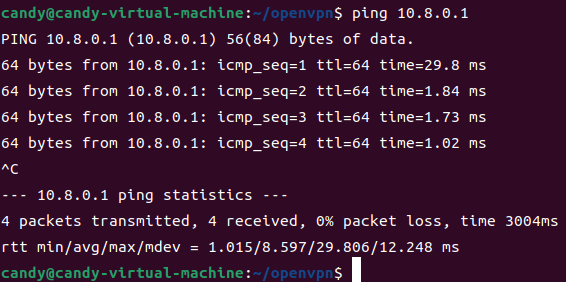 candy@candy-virtual-machine:~/openvpn$ ping 10.8.0.1
PING 10.8.0.1 (10.8.0.1) 56(84) bytes of data.
64 bytes from 10.8.0.1: icmp_seq=1 ttl=64 time=29.8 ms
64 bytes from 10.8.0.1: icmp_seq=2 ttl=64 time=1.84 ms
64 bytes from 10.8.0.1: icmp_seq=3 ttl=64 time=1.73 ms
64 bytes from 10.8.0.1: icmp_seq=4 ttl=64 time=1.02 ms
^C
--- 10.8.0.1 ping statistics ---
4 packets transmitted, 4 received, 0% packet loss, time 3004ms
rtt min/avg/max/mdev = 1.015/8.597/29.806/12.248 ms
candy@candy-virtual-machine:~/openvpn$